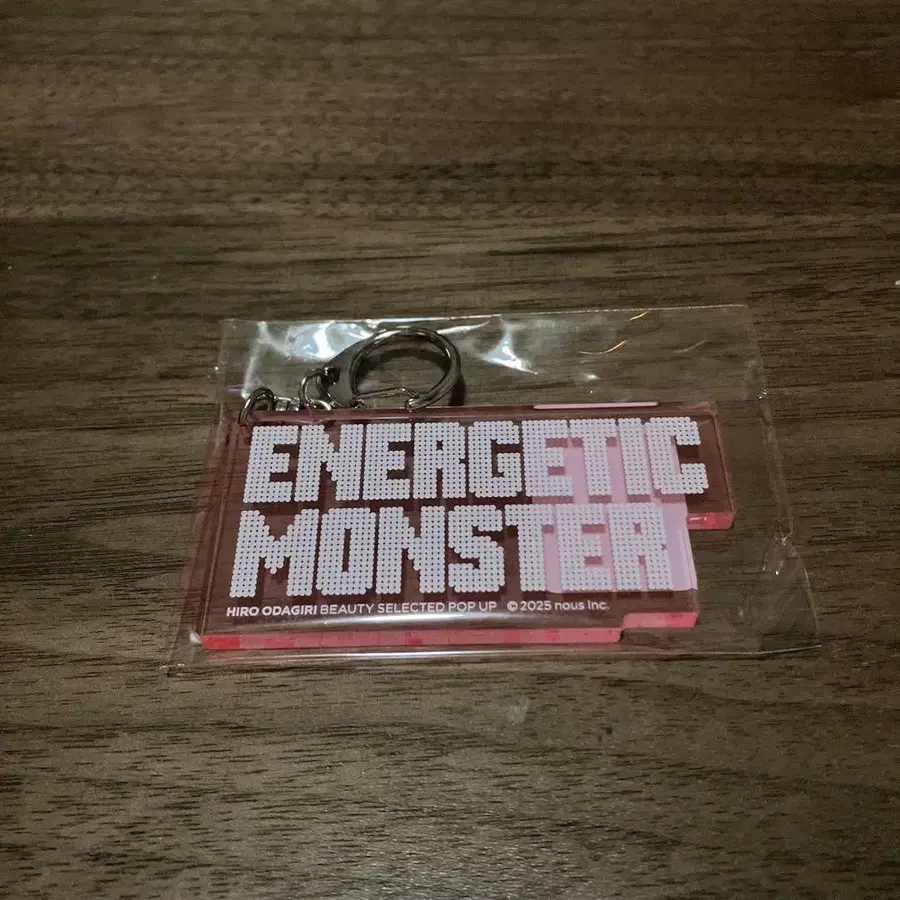 ENERGETIC
MONSTER
HIRO ODAGIRI BEAUTY SELECTED POP UP © 2025 nous Inc.